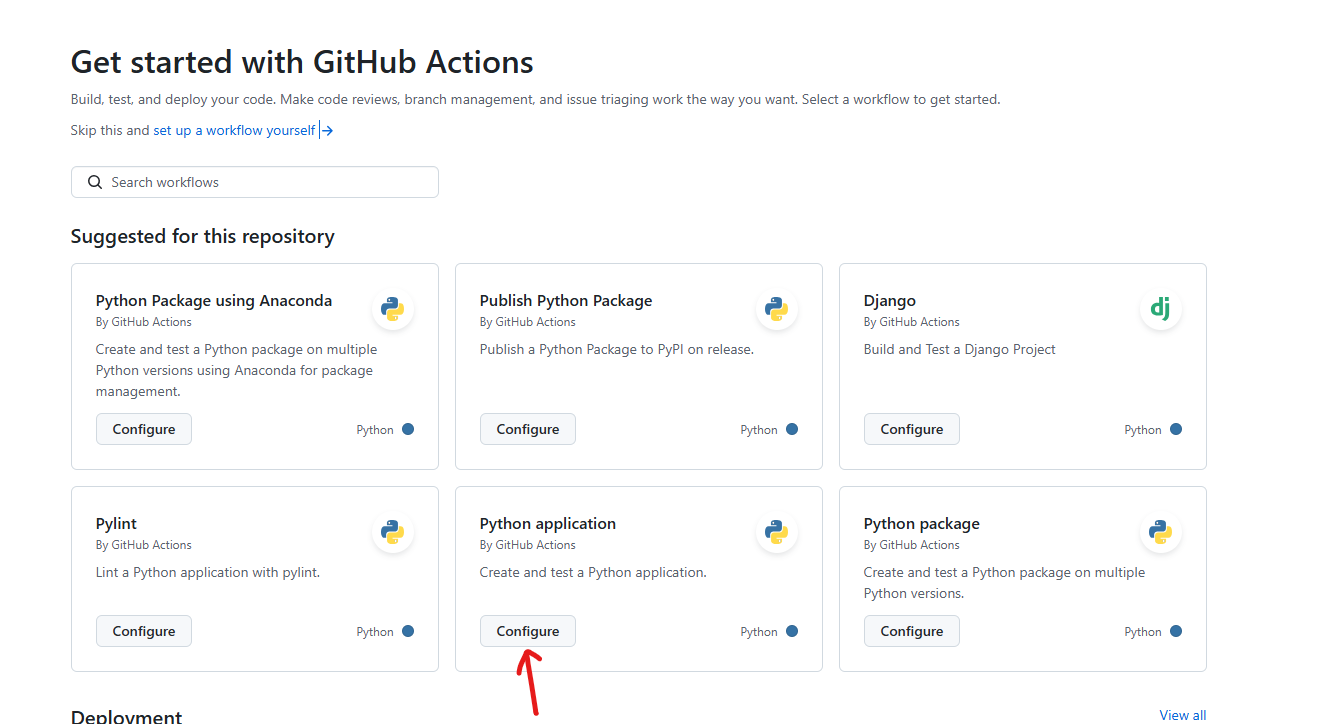 Get started with GitHub Actions
Build, test, and deploy your code. Make code reviews, branch management, and issue triaging work the way you want. Select a workflow to get started.
Skip this and set up a workflow yourself
Search workflows
Suggested for this repository
Python Package using Anaconda
By GitHub Actions
Create and test a Python package on multiple
Python versions using Anaconda for package
management.
Configure
Python
Publish Python Package
By GitHub Actions
Publish a Python Package to PyPI on release.
Configure
Python
Django
dj
By GitHub Actions
Build and Test a Django Project
Configure
Python
Pylint
By GitHub Actions
Lint a Python application with pylint.
Configure
Python
Python application
By GitHub Actions
Create and test a Python application.
Configure
Python
Python package
By GitHub Actions
Create and test a Python package on multiple
Python versions.
Configure
Python
Deployment
View all